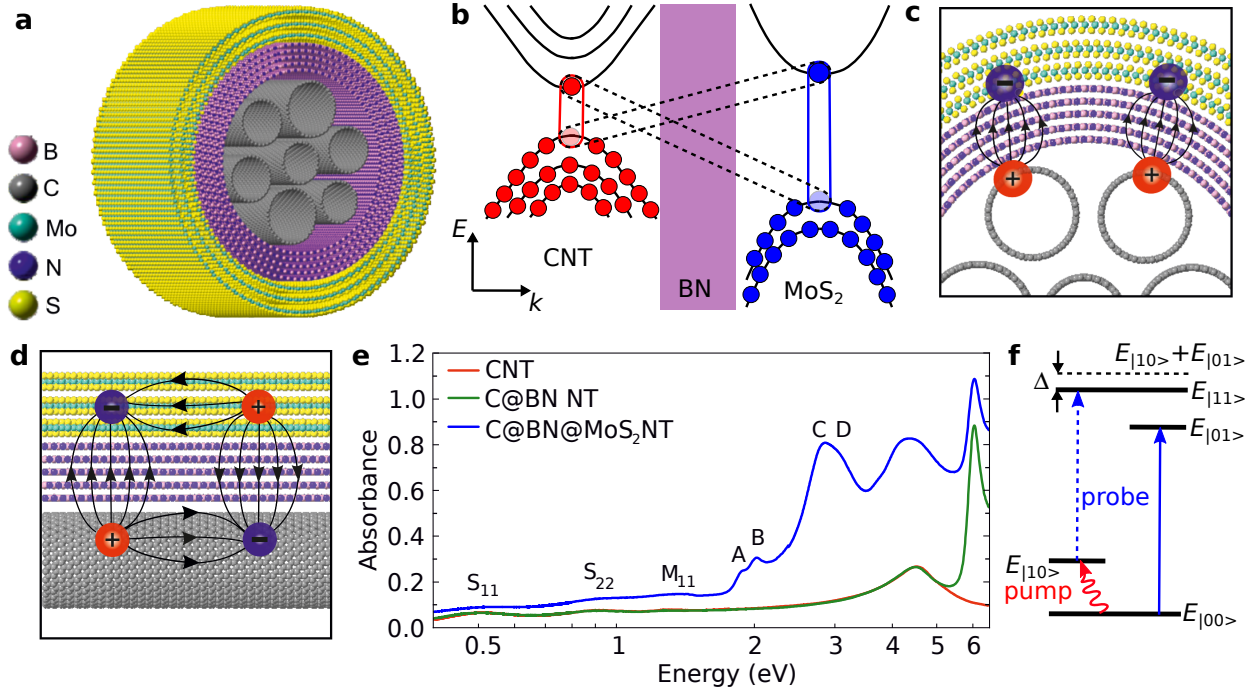 a
B
C
Mo
N
S
b
E
k
CNT
BN
MoS₂
c
− −
+ +
d
− +
+ −
e
1.2
1.0
0.8
0.6
0.4
0.2
0.0
Absorbance
CNT
C@BN NT
C@BN@MoS₂NT
S₁₁
S₂₂
M₁₁
A
B
C D
0.5 1 2 3 4 5 6
Energy (eV)
f
E|10>+E|01>
Δ
E|11>
E|01>
probe
E|10>
pump
E|00>